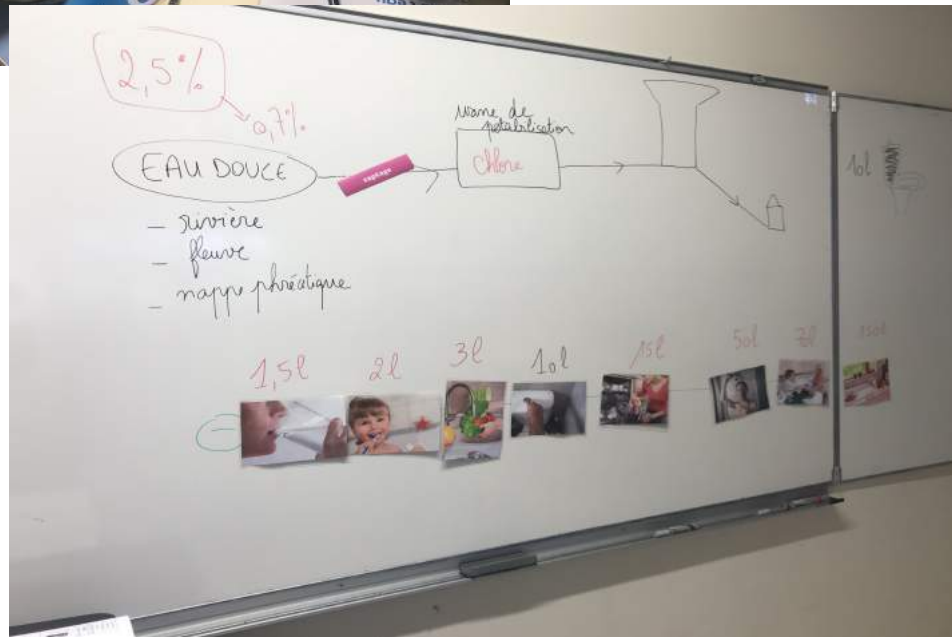 2,5%
0,7%
usine de
potabilisation
EAU DOUCE
captage
Chlore
10l
- rivière
- fleuve
- nappe phréatique
1,5l 2l 3l 10l 15l 50l 150l